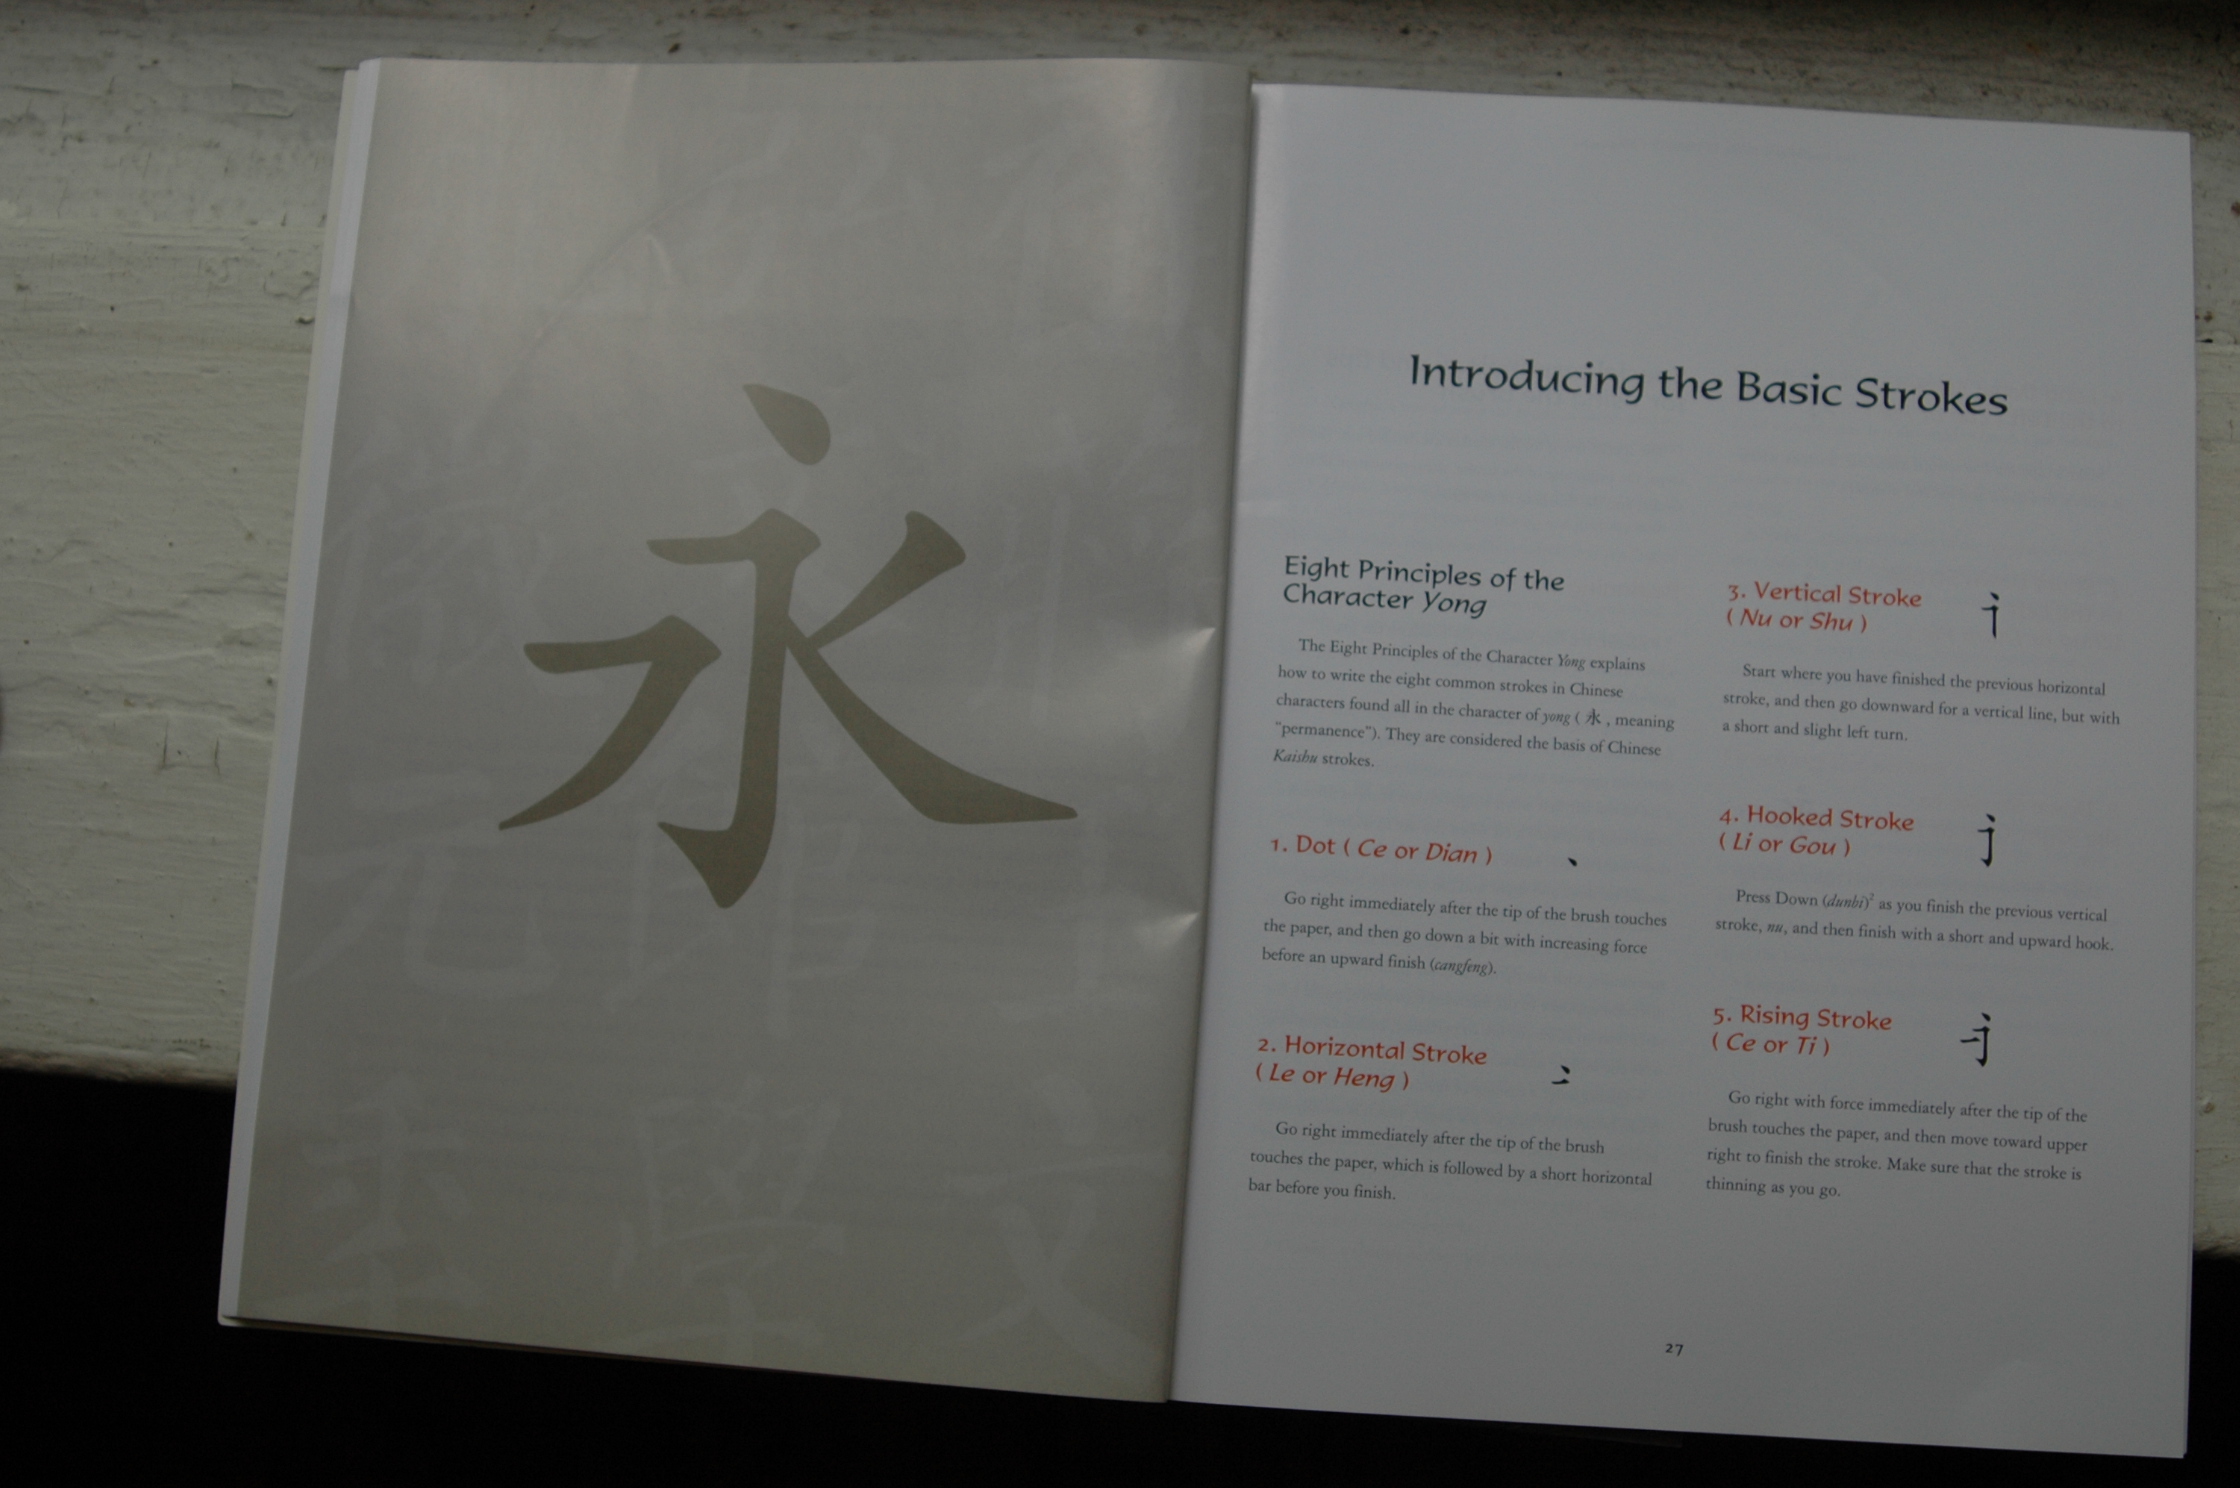 永
Introducing the Basic Strokes
Eight Principles of the
Character Yong
The Eight Principles of the Character Yong explains
how to write the eight common strokes in Chinese
characters found all in the character of yong ( 永 , meaning
"permanence"). They are considered the basis of Chinese
Kaishu strokes.
1. Dot ( Ce or Dian )
Go right immediately after the tip of the brush touches
the paper, and then go down a bit with increasing force
before an upward finish (cangfeng).
2. Horizontal Stroke
( Le or Heng )
Go right immediately after the tip of the brush
touches the paper, which is followed by a short horizontal
bar before you finish.
3. Vertical Stroke
( Nu or Shu )
Start where you have finished the previous horizontal
stroke, and then go downward for a vertical line, but with
a short and slight left turn.
4. Hooked Stroke
( Li or Gou )
Press Down (dunbi)² as you finish the previous vertical
stroke, nu, and then finish with a short and upward hook.
5. Rising Stroke
( Ce or Ti )
Go right with force immediately after the tip of the
brush touches the paper, and then move toward upper
right to finish the stroke. Make sure that the stroke is
thinning as you go.
27